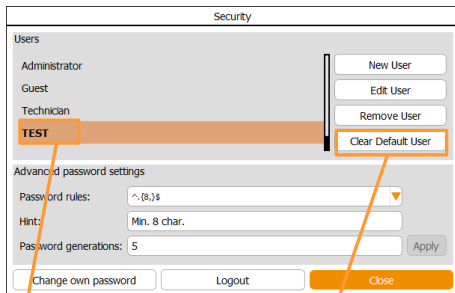 Security
Users
Administrator
New User
Guest
Edit User
Technician
Remove User
TEST
Clear Default User
Advanced password settings
Password rules: ^.{8,}$
Hint: Min. 8 char.
Password generations: 5
Apply
Change own password
Logout
Close